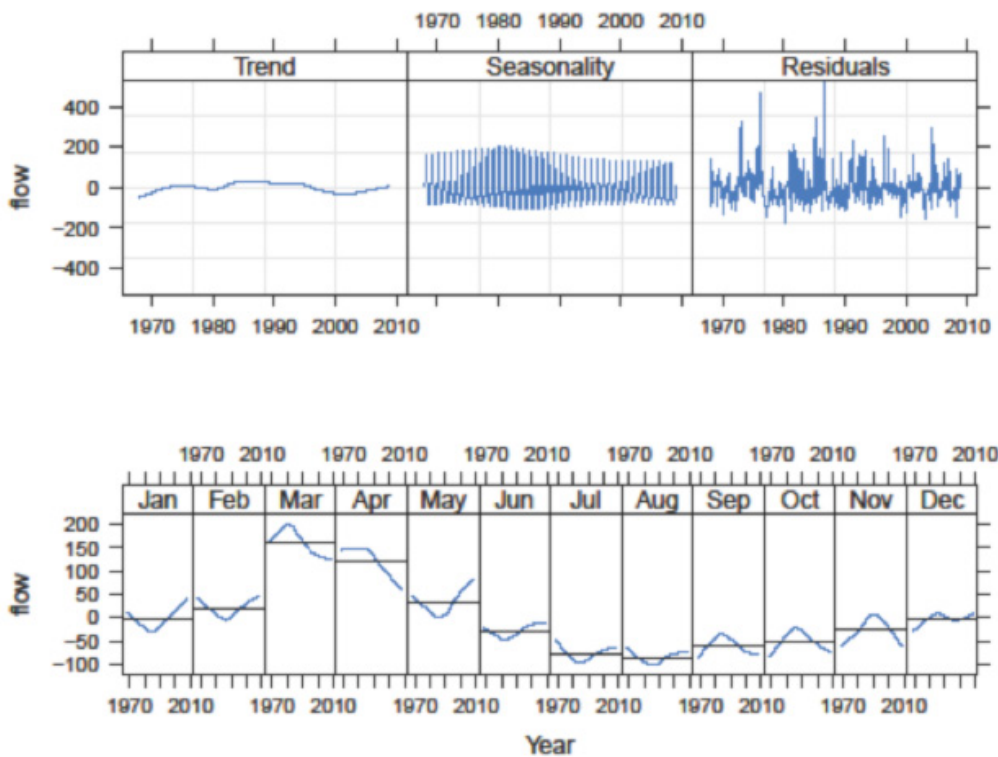 1970 1980 1990 2000 2010
Trend Seasonality Residuals
400
200
0
−200
−400
flow
1970 1980 1990 2000 2010 1970 1980 1990 2000 2010
1970 2010 1970 2010 1970 2010 1970 2010 1970 2010 1970 2010
Jan Feb Mar Apr May Jun Jul Aug Sep Oct Nov Dec
200
150
100
50
0
−50
−100
flow
1970 2010 1970 2010 1970 2010 1970 2010 1970 2010 1970 2010
Year